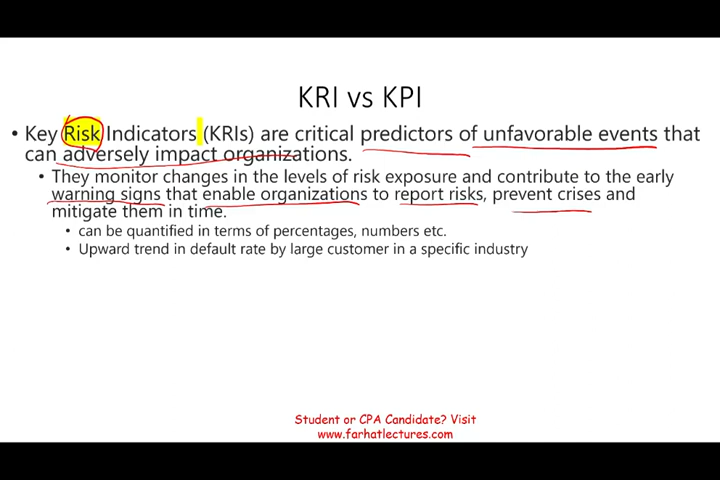 KRI vs KPI
• Key Risk Indicators (KRIs) are critical predictors of unfavorable events that
can adversely impact organizations.
• They monitor changes in the levels of risk exposure and contribute to the early
warning signs that enable organizations to report risks, prevent crises and
mitigate them in time.
• can be quantified in terms of percentages, numbers etc.
• Upward trend in default rate by large customer in a specific industry
Student or CPA Candidate? Visit
www.farhatlectures.com